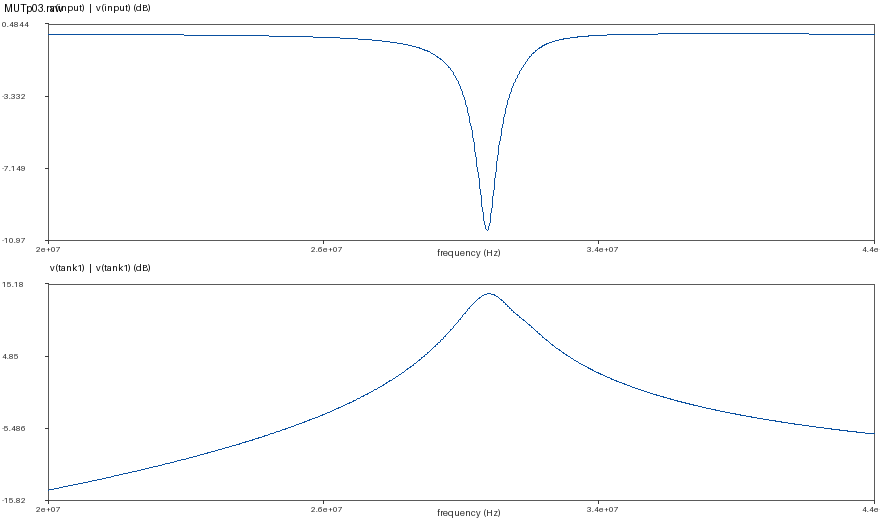 MUTp03.raw v(input) | v(input) (dB)
0.4844
-3.332
-7.149
-10.97
2e+07 2.6e+07 3.4e+07 4.4e
frequency (Hz)
v(tank1) | v(tank1) (dB)
15.18
4.85
-5.486
-15.82
2e+07 2.6e+07 3.4e+07 4.4e
frequency (Hz)